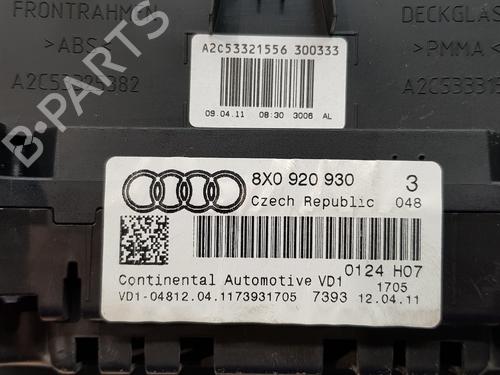 FRONTRAHMEN
>ABS<
A2C53325382
A2C53321556 300333
09.04.11 08:30 3006 AL
DECKGLAS
>PMMA<
B-PARTS
8X0 920 930 3
Czech Republic 048
0124 H07
Continental Automotive VD1 1705
VD1-04812.04.1173931705 7393 12.04.11